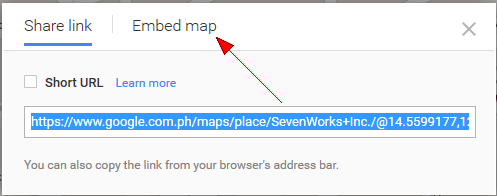 Share link Embed map
Short URL Learn more
https://www.google.com.ph/maps/place/SevenWorks+Inc./@14.5599177,12
You can also copy the link from your browser's address bar.